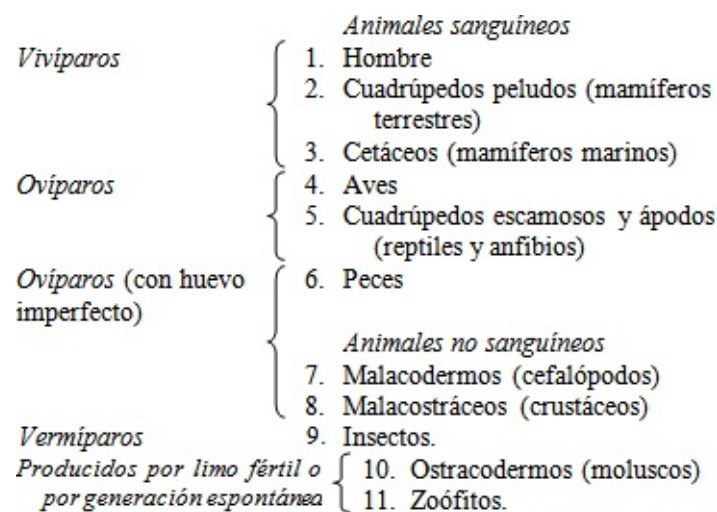 Animales sanguíneos
Vivíparos 1. Hombre
2. Cuadrúpedos peludos (mamíferos
terrestres)
3. Cetáceos (mamíferos marinos)
Ovíparos 4. Aves
5. Cuadrúpedos escamosos y ápodos
(reptiles y anfibios)
Ovíparos (con huevo 6. Peces
imperfecto)
Animales no sanguíneos
7. Malacodermos (cefalópodos)
8. Malacostráceos (crustáceos)
Vermíparos 9. Insectos.
Producidos por limo fértil o 10. Ostracodermos (moluscos)
por generación espontánea 11. Zoófitos.